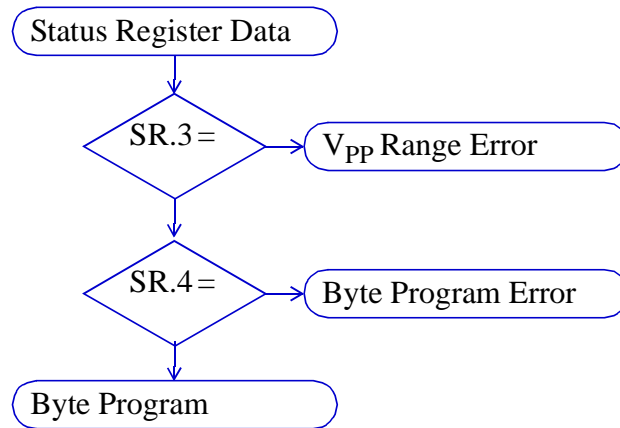 Status Register Data
SR.3 =
VPP Range Error
SR.4 =
Byte Program Error
Byte Program